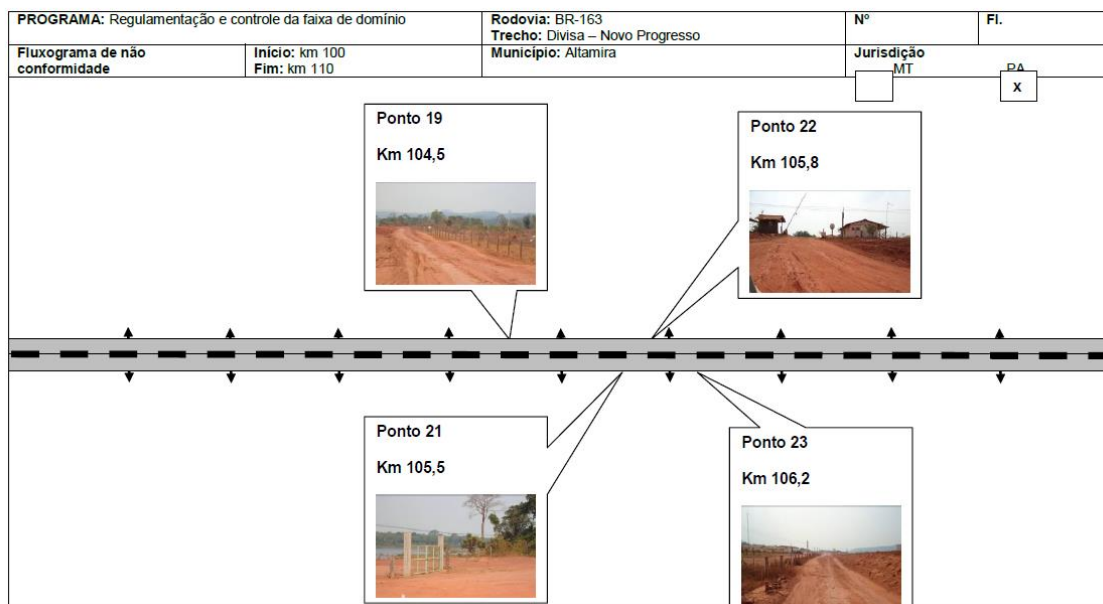 PROGRAMA: Regulamentação e controle da faixa de domínio
Rodovia: BR-163
Trecho: Divisa – Novo Progresso
Nº
Fl.
Fluxograma de não conformidade
Início: km 100
Fim: km 110
Município: Altamira
Jurisdição
MT
PA
X
Ponto 19
Km 104,5
Ponto 22
Km 105,8
Ponto 21
Km 105,5
Ponto 23
Km 106,2